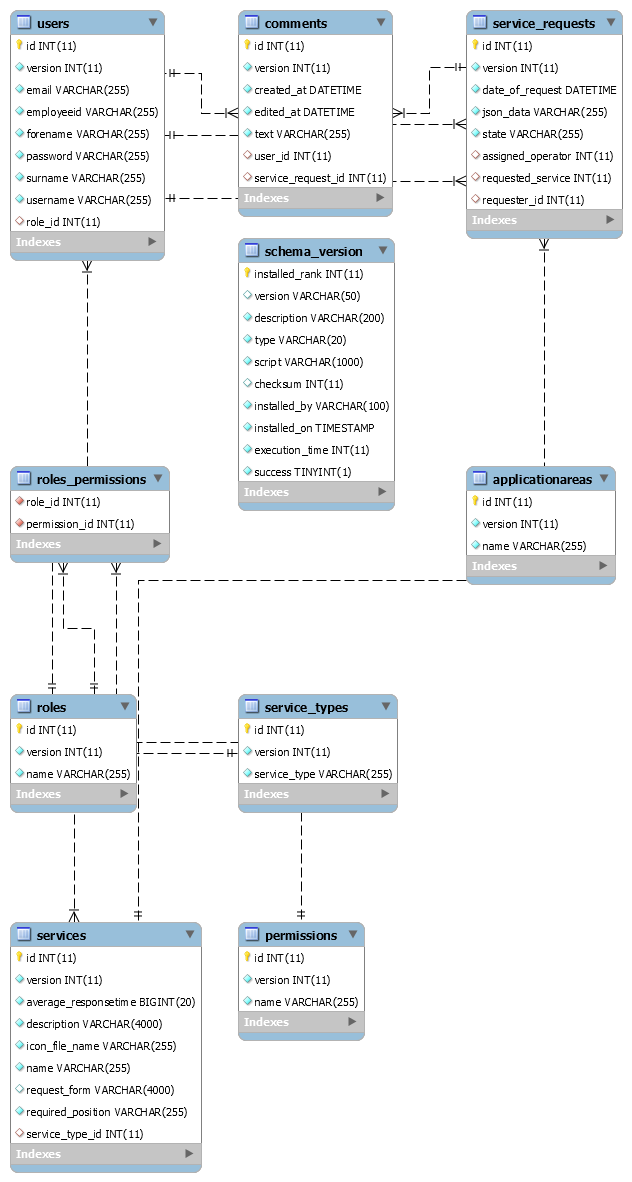 users
id INT(11)
version INT(11)
email VARCHAR(255)
employeeid VARCHAR(255)
forename VARCHAR(255)
password VARCHAR(255)
surname VARCHAR(255)
username VARCHAR(255)
role_id INT(11)
Indexes
comments
id INT(11)
version INT(11)
created_at DATETIME
edited_at DATETIME
text VARCHAR(255)
user_id INT(11)
service_request_id INT(11)
Indexes
service_requests
id INT(11)
version INT(11)
date_of_request DATETIME
json_data VARCHAR(255)
state VARCHAR(255)
assigned_operator INT(11)
requested_service INT(11)
requester_id INT(11)
Indexes
schema_version
installed_rank INT(11)
version VARCHAR(50)
description VARCHAR(200)
type VARCHAR(20)
script VARCHAR(1000)
checksum INT(11)
installed_by VARCHAR(100)
installed_on TIMESTAMP
execution_time INT(11)
success TINYINT(1)
Indexes
roles_permissions
role_id INT(11)
permission_id INT(11)
Indexes
applicationareas
id INT(11)
version INT(11)
name VARCHAR(255)
Indexes
roles
id INT(11)
version INT(11)
name VARCHAR(255)
Indexes
service_types
id INT(11)
version INT(11)
service_type VARCHAR(255)
Indexes
services
id INT(11)
version INT(11)
average_responsetime BIGINT(20)
description VARCHAR(4000)
icon_file_name VARCHAR(255)
name VARCHAR(255)
request_form VARCHAR(4000)
required_position VARCHAR(255)
service_type_id INT(11)
Indexes
permissions
id INT(11)
version INT(11)
name VARCHAR(255)
Indexes